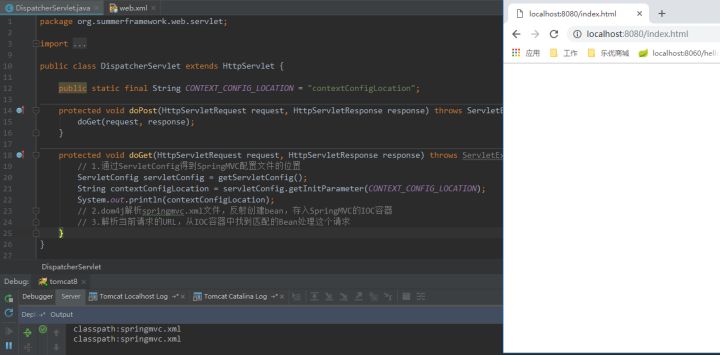 DispatcherServlet.java × web.xml ×
1 package org.summerframework.web.servlet;
2
3 import ...
9
10 public class DispatcherServlet extends HttpServlet {
11
12 public static final String CONTEXT_CONFIG_LOCATION = "contextConfigLocation";
13
14 protected void doPost(HttpServletRequest request, HttpServletResponse response) throws ServletE
15 doGet(request, response);
16 }
17
18 protected void doGet(HttpServletRequest request, HttpServletResponse response) throws ServletEx
19 // 1.通过ServletConfig得到SpringMVC配置文件的位置
20 ServletConfig servletConfig = getServletConfig();
21 String contextConfigLocation = servletConfig.getInitParameter(CONTEXT_CONFIG_LOCATION);
22 System.out.println(contextConfigLocation);
23 // 2.dom4j解析springmvc.xml文件，反射创建bean，存入SpringMVC的IOC容器
24 // 3.解析当前请求的URL，从IOC容器中找到匹配的Bean处理这个请求
25 }
26 }
27
DispatcherServlet
Debug: tomcat8 ×
Debugger Server Tomcat Localhost Log Tomcat Catalina Log
Output
classpath:springmvc.xml
classpath:springmvc.xml
localhost:8080/index.html ×
localhost:8080/index.html
应用 工作 乐优商城 localhost:8060/hell